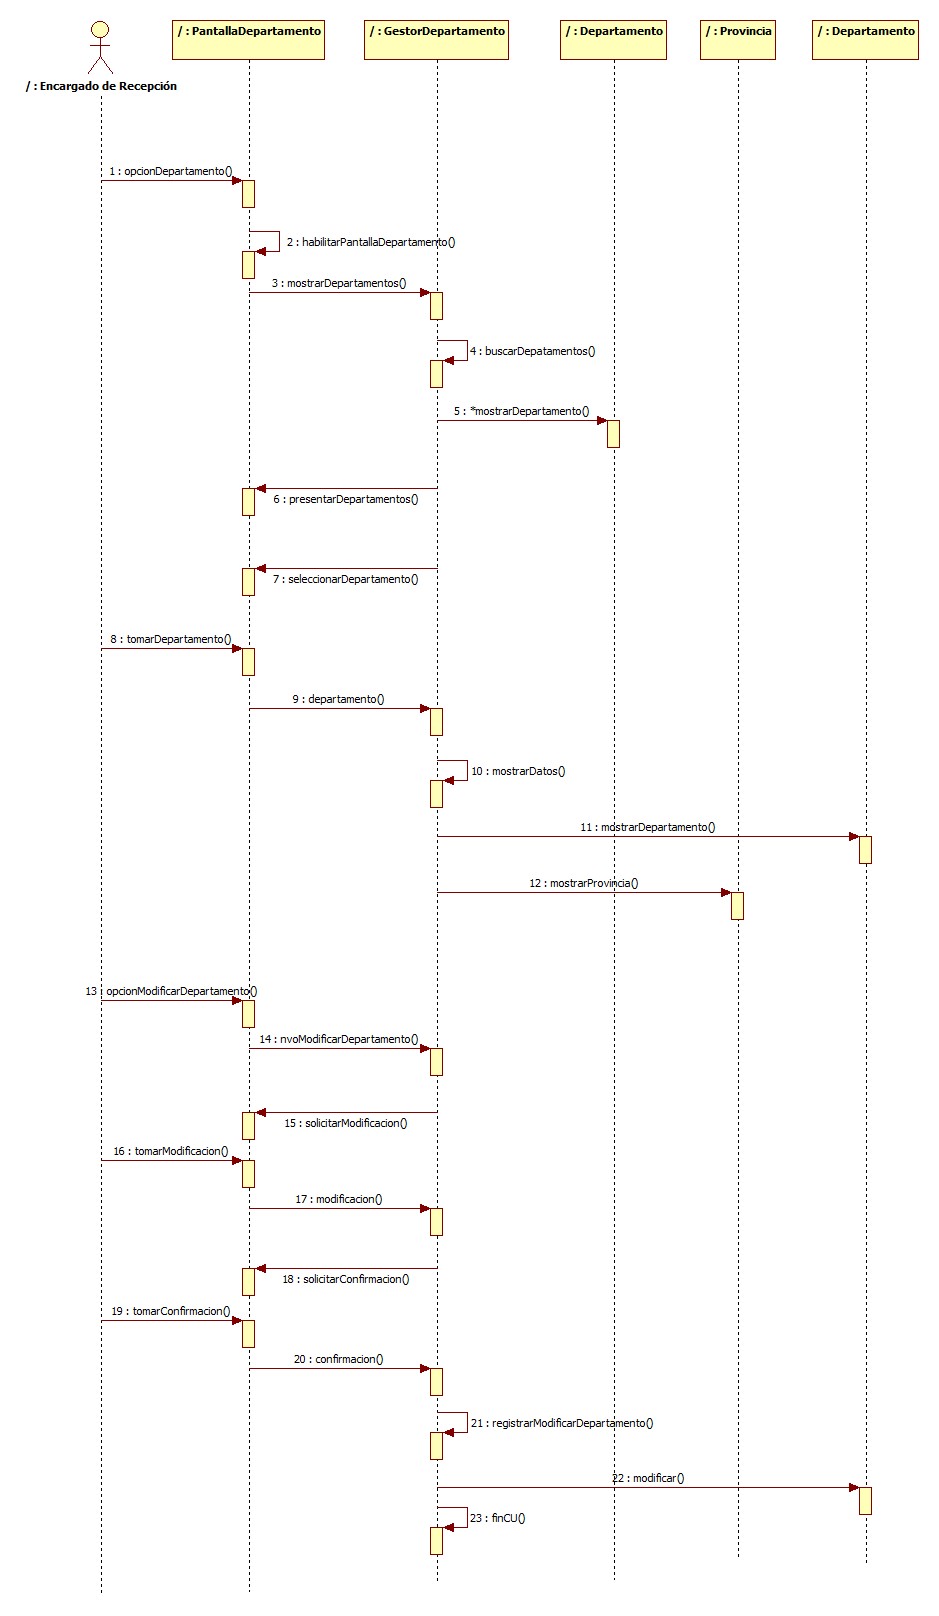 / : PantallaDepartamento
/ : GestorDepartamento
/ : Departamento
/ : Provincia
/ : Departamento
/ : Encargado de Recepción
1 : opcionDepartamento()
2 : habilitarPantallaDepartamento()
3 : mostrarDepartamentos()
4 : buscarDepatamentos()
5 : *mostrarDepartamento()
6 : presentarDepartamentos()
7 : seleccionarDepartamento()
8 : tomarDepartamento()
9 : departamento()
10 : mostrarDatos()
11 : mostrarDepartamento()
12 : mostrarProvincia()
13 : opcionModificarDepartamento()
14 : nvoModificarDepartamento()
15 : solicitarModificacion()
16 : tomarModificacion()
17 : modificacion()
18 : solicitarConfirmacion()
19 : tomarConfirmacion()
20 : confirmacion()
21 : registrarModificarDepartamento()
22 : modificar()
23 : finCU()